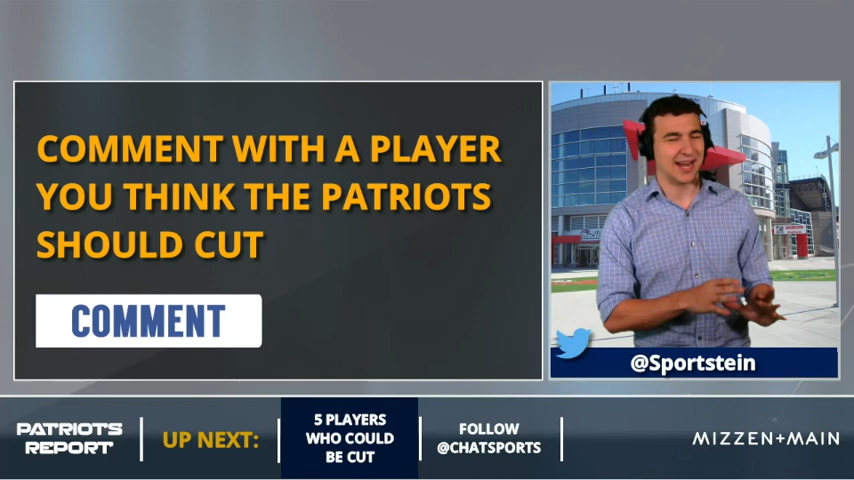 COMMENT WITH A PLAYER
YOU THINK THE PATRIOTS
SHOULD CUT
COMMENT
@Sportstein
PATRIOTS
REPORT
UP NEXT:
5 PLAYERS
WHO COULD
BE CUT
FOLLOW
@CHATSPORTS
MIZZEN+MAIN